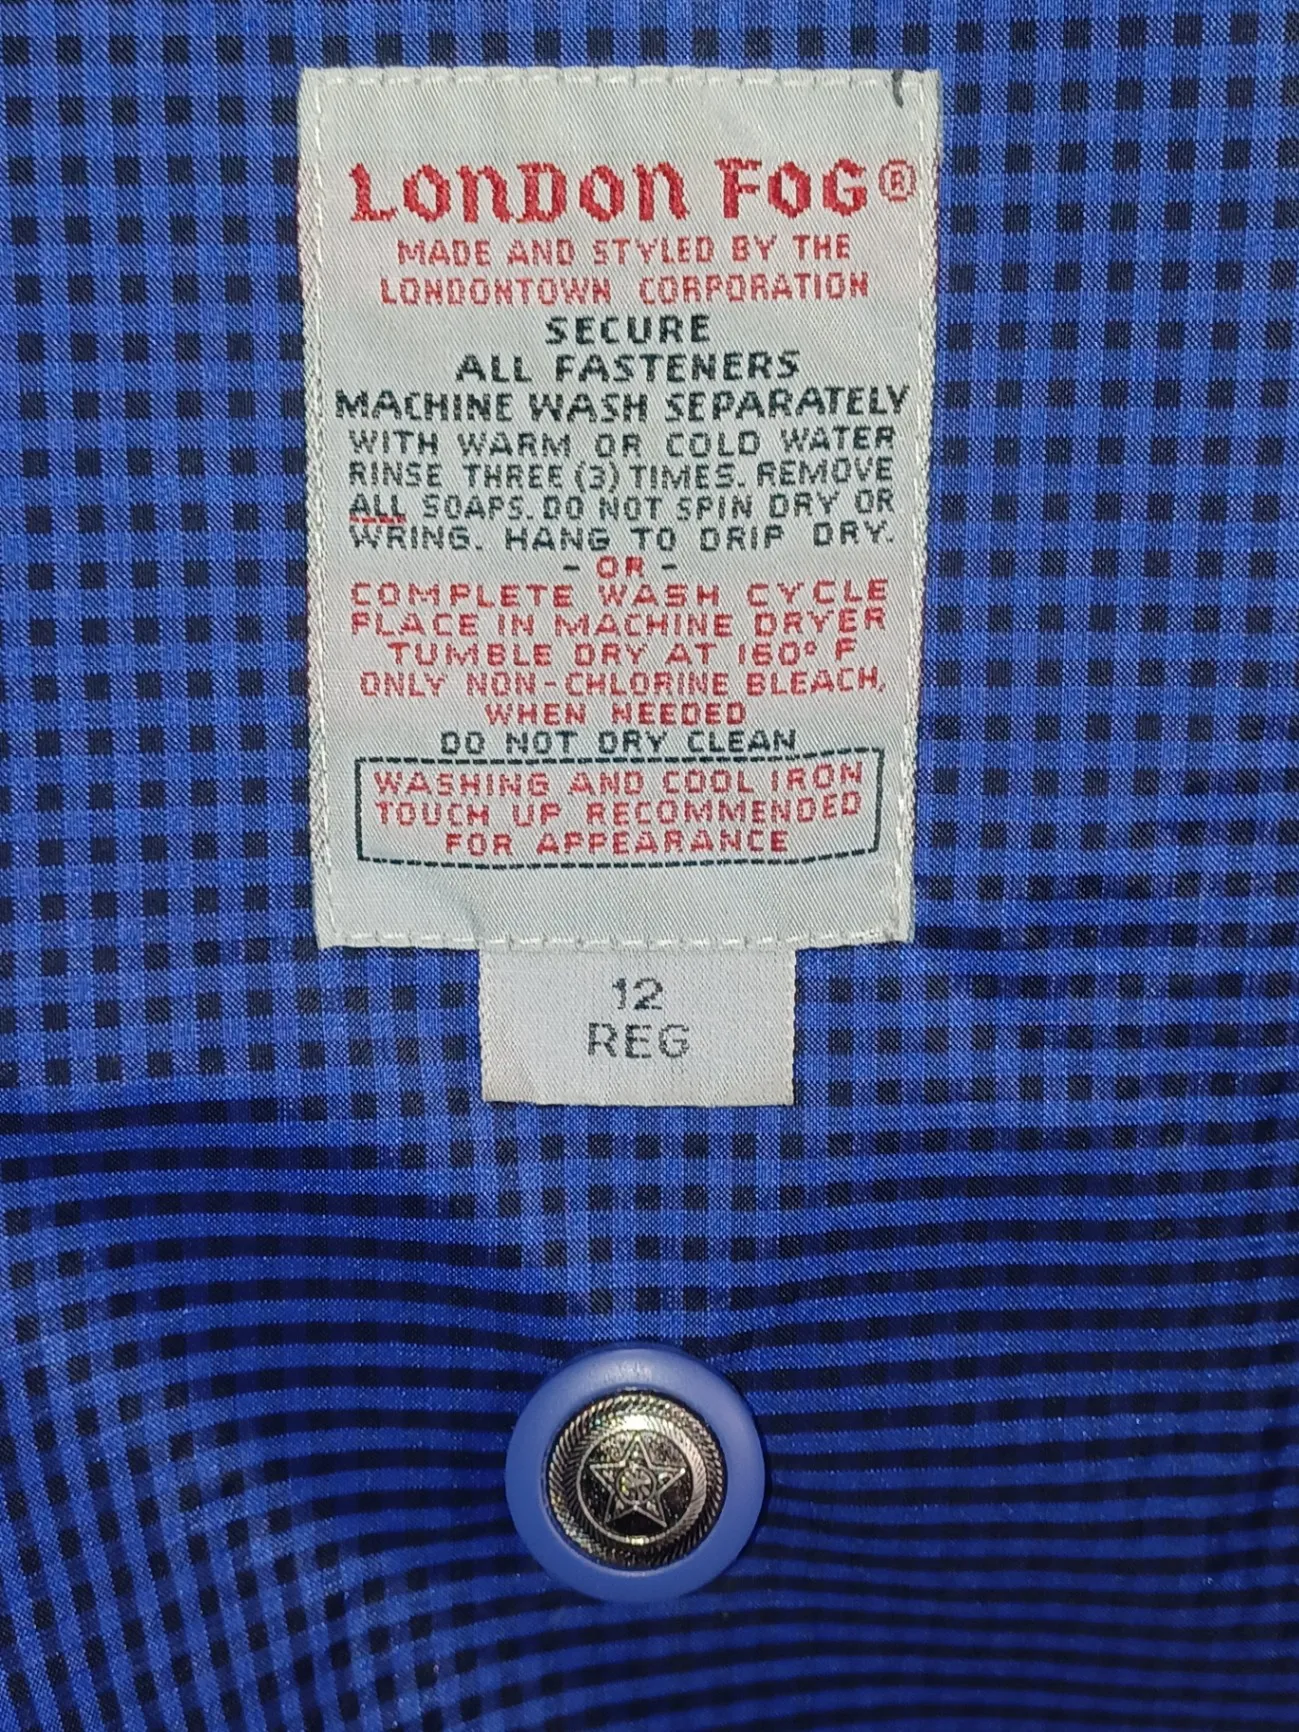 LONDON FOG®
MADE AND STYLED BY THE
LONDONTOWN CORPORATION
SECURE
ALL FASTENERS
MACHINE WASH SEPARATELY
WITH WARM OR COLD WATER
RINSE THREE (3) TIMES. REMOVE
ALL SOAPS. DO NOT SPIN DRY OR
WRING. HANG TO DRIP DRY.
- OR -
COMPLETE WASH CYCLE
PLACE IN MACHINE DRYER
TUMBLE DRY AT 160° F
ONLY NON-CHLORINE BLEACH,
WHEN NEEDED
DO NOT DRY CLEAN
WASHING AND COOL IRON
TOUCH UP RECOMMENDED
FOR APPEARANCE
12
REG